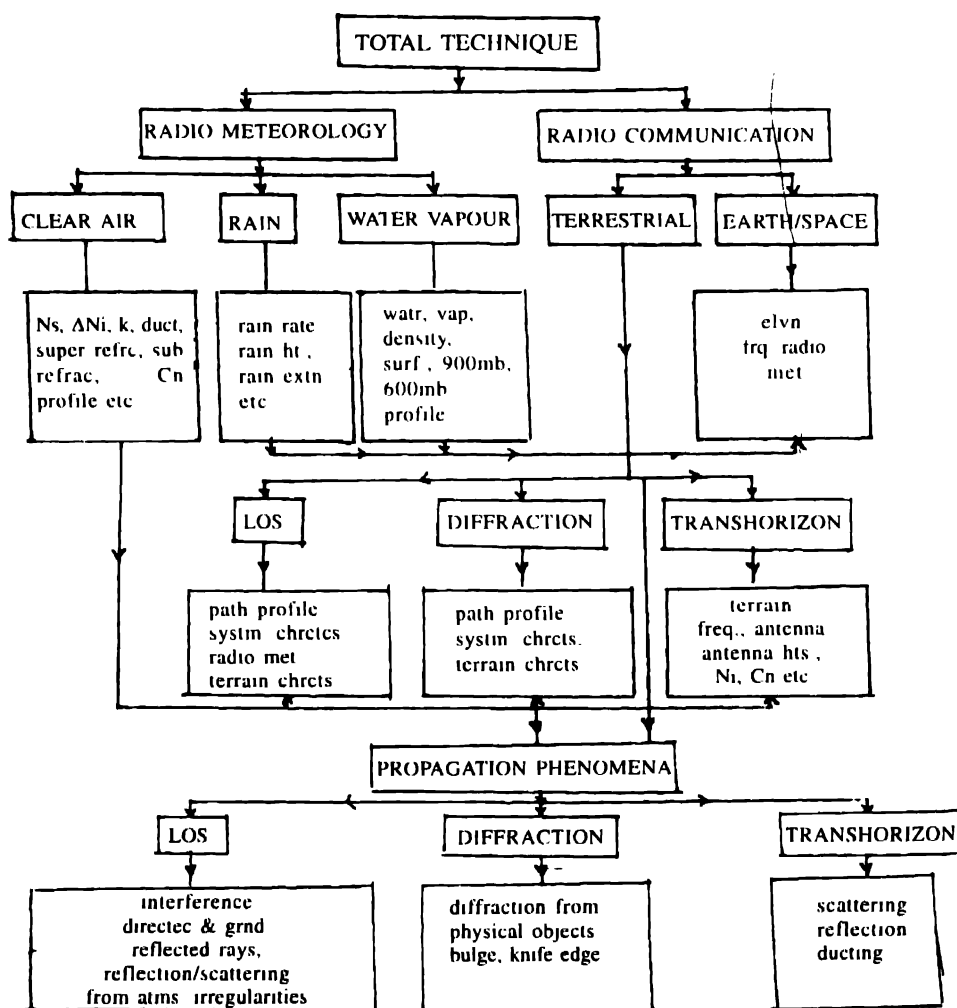 TOTAL TECHNIQUE
RADIO METEOROLOGY
RADIO COMMUNICATION
CLEAR AIR
RAIN
WATER VAPOUR
TERRESTRIAL
EARTH/SPACE
Ns, ΔNi, k, duct,
super refrc, sub
refrac, Cn
profile etc
rain rate
rain ht,
rain extn
etc
watr, vap,
density,
surf, 900mb,
600mb
profile
elvn
frq radio
met
LOS
DIFFRACTION
TRANSHORIZON
path profile
systm chrctcs
radio met
terrain chrcts
path profile
systm chrcts.
terrain chrcts
terrain
freq., antenna
antenna hts,
Ni, Cn etc
PROPAGATION PHENOMENA
LOS
DIFFRACTION
TRANSHORIZON
interference
directec & grnd
reflected rays,
reflection/scattering
from atms irregularities
diffraction from
physical objects
bulge, knife edge
scattering
reflection
ducting